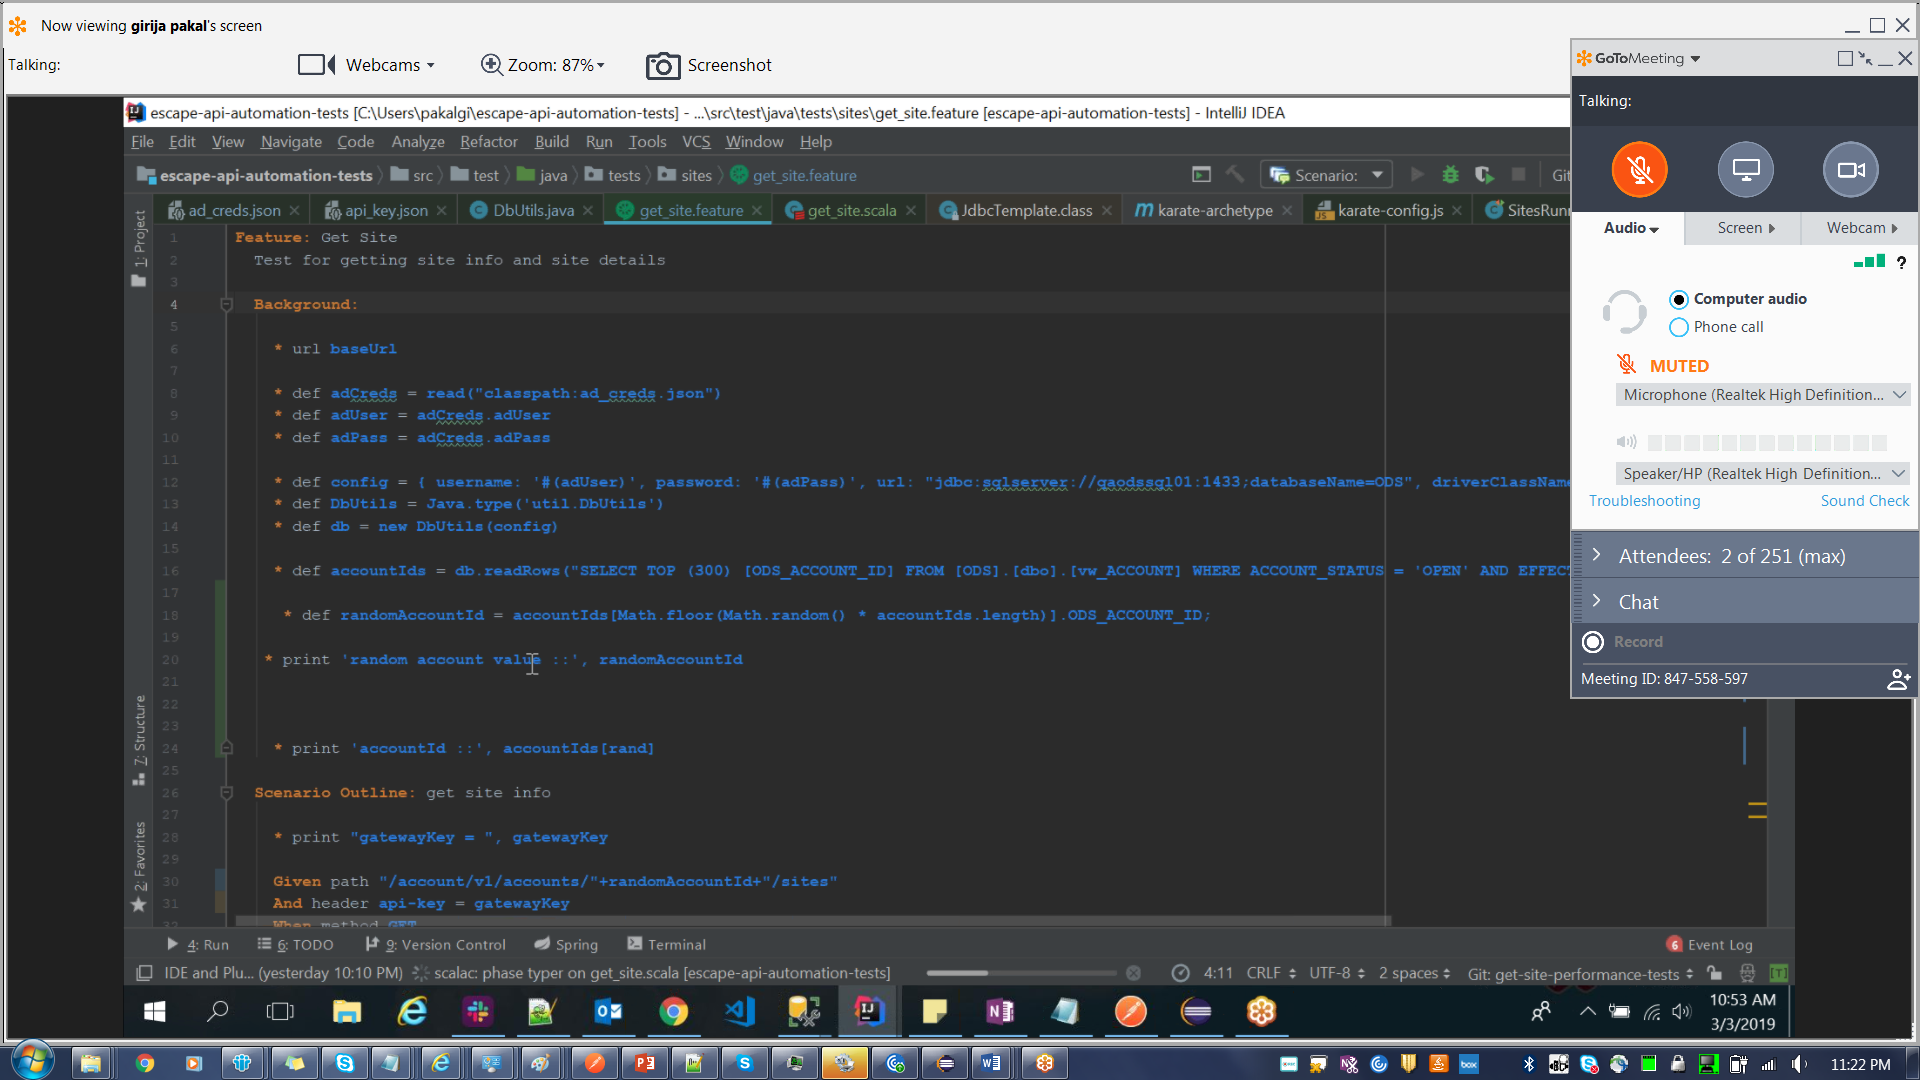 Now viewing girija pakal's screen
Talking:
Webcams
Zoom: 87%
Screenshot
escape-api-automation-tests [C:\Users\pakalgi\escape-api-automation-tests] - ...\src\test\java\tests\sites\get_site.feature [escape-api-automation-tests] - IntelliJ IDEA
File Edit View Navigate Code Analyze Refactor Build Run Tools VCS Window Help
escape-api-automation-tests src test java tests sites get_site.feature
Scenario:
Git
ad_creds.json api_key.json DbUtils.java get_site.feature get_site.scala JdbcTemplate.class karate-archetype karate-config.js SitesRun
1: Project
7: Structure
2: Favorites
1 Feature: Get Site
2 Test for getting site info and site details
3
4 Background:
5
6 * url baseUrl
7
8 * def adCreds = read("classpath:ad_creds.json")
9 * def adUser = adCreds.adUser
10 * def adPass = adCreds.adPass
11
12 * def config = { username: '#(adUser)', password: '#(adPass)', url: "jdbc:sqlserver://qaodssql01:1433;databaseName=ODS", driverClassName
13 * def DbUtils = Java.type('util.DbUtils')
14 * def db = new DbUtils(config)
15
16 * def accountIds = db.readRows("SELECT TOP (300) [ODS_ACCOUNT_ID] FROM [ODS].[dbo].[vw_ACCOUNT] WHERE ACCOUNT_STATUS = 'OPEN' AND EFFECT
17
18 * def randomAccountId = accountIds[Math.floor(Math.random() * accountIds.length)].ODS_ACCOUNT_ID;
19
20 * print 'random account value ::', randomAccountId
21
22
23
24 * print 'accountId ::', accountIds[rand]
25
26 Scenario Outline: get site info
27
28 * print "gatewayKey = ", gatewayKey
29
30 Given path "/account/v1/accounts/"+randomAccountId+"/sites"
31 And header api-key = gatewayKey
32 When method GET
4: Run 6: TODO 9: Version Control Spring Terminal
6 Event Log
IDE and Plu... (yesterday 10:10 PM) scalac: phase typer on get_site.scala [escape-api-automation-tests]
4:11 CRLF UTF-8 2 spaces Git: get-site-performance-tests [T]
10:53 AM
3/3/2019
GoToMeeting
Talking:
Audio Screen Webcam
?
Computer audio
Phone call
MUTED
Microphone (Realtek High Definition...
Speaker/HP (Realtek High Definition...
Troubleshooting Sound Check
Attendees: 2 of 251 (max)
Chat
Record
Meeting ID: 847-558-597
box
11:22 PM